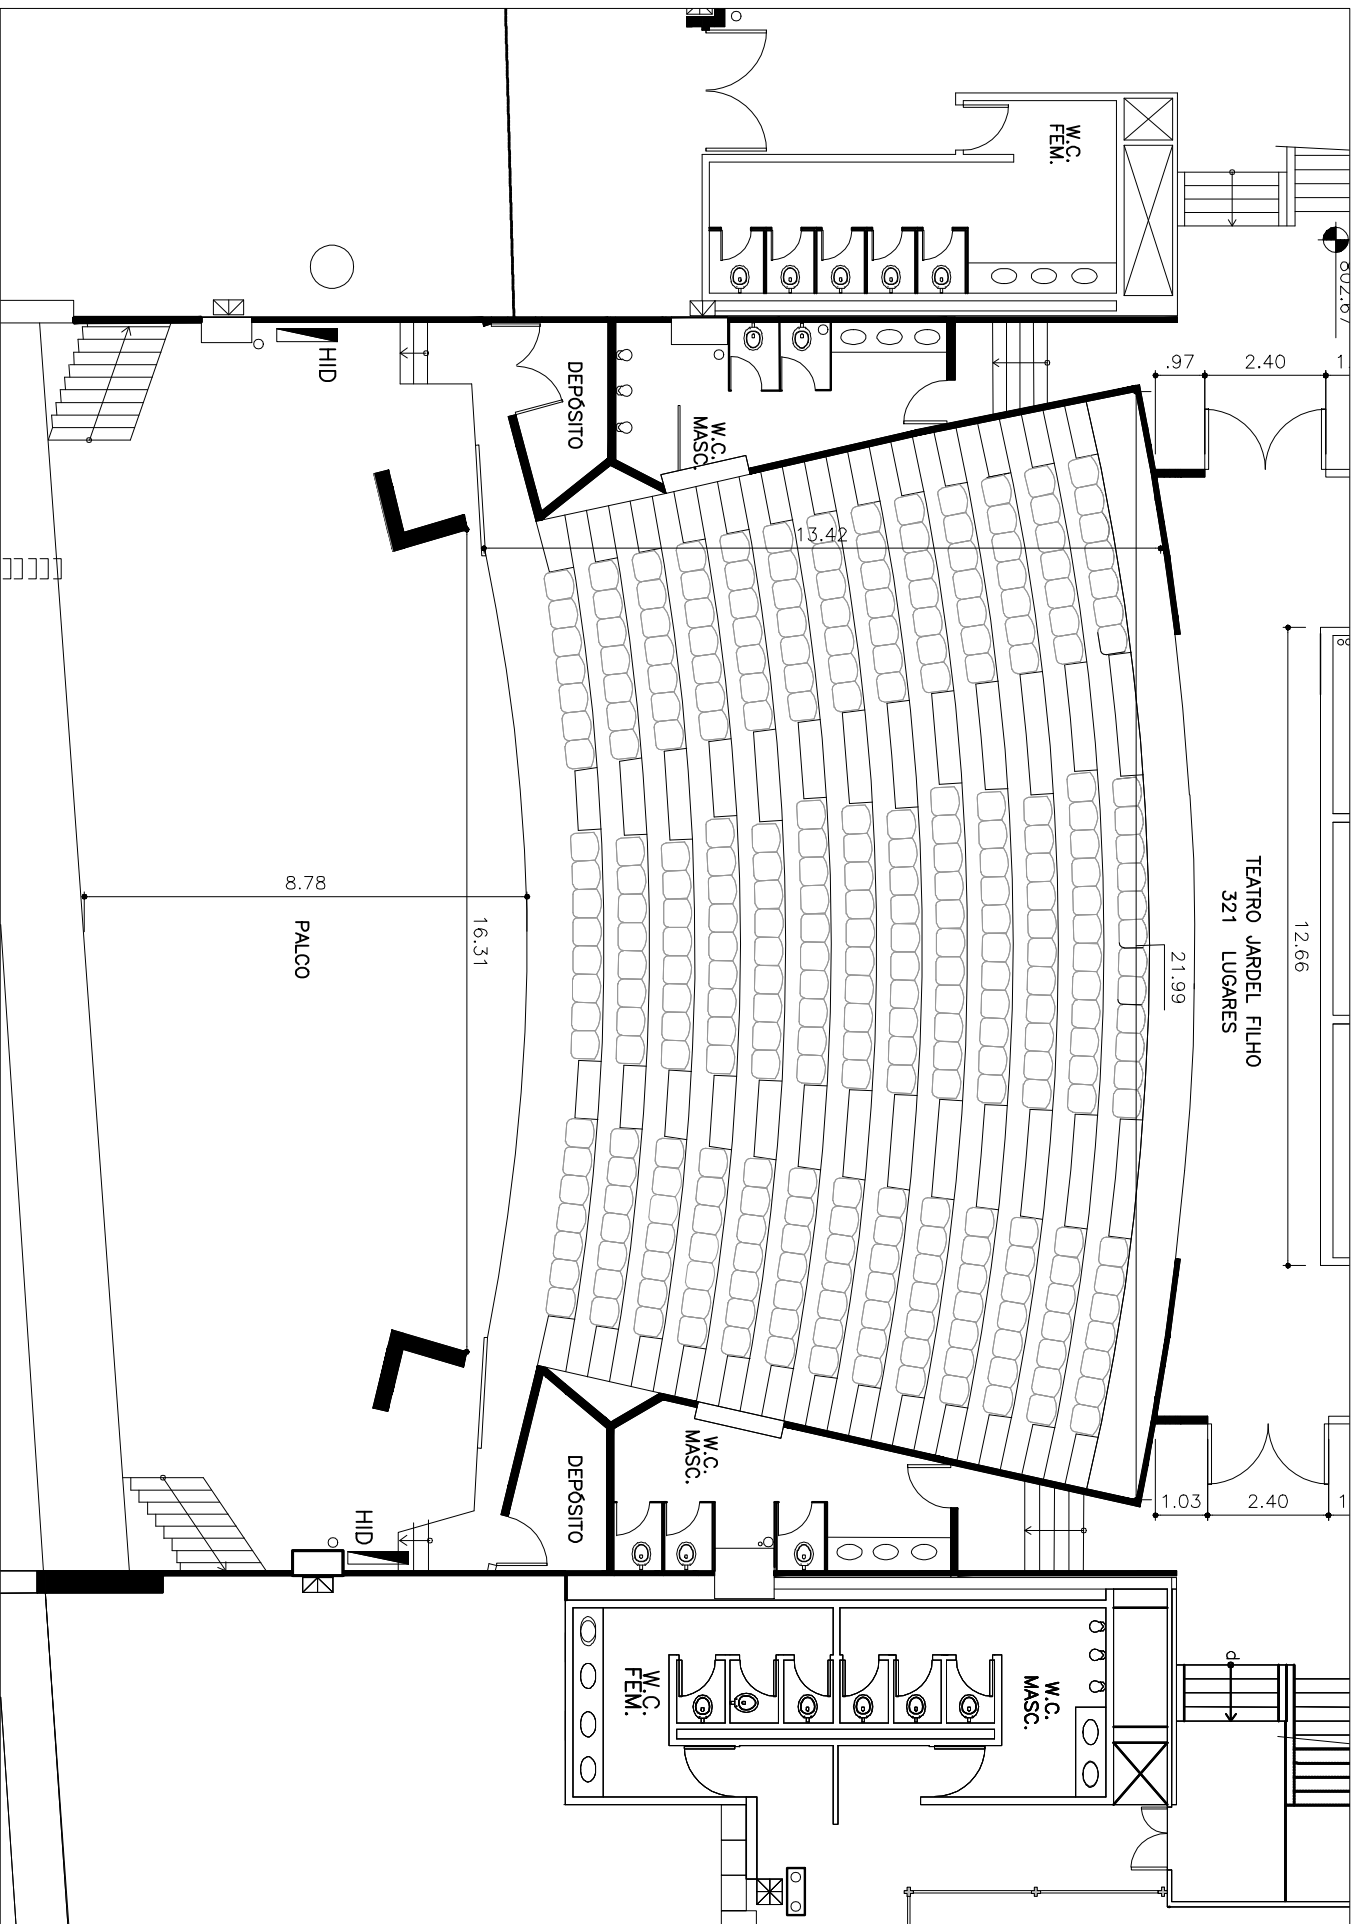 W.C.
FEM.
802.67
HID
DEPÓSITO
W.C.
MASC.
.97
2.40
13.42
8.78
PALCO
16.31
21.99
TEATRO JARDEL FILHO
321 LUGARES
12.66
HID
DEPÓSITO
W.C.
MASC.
1.03
2.40
W.C.
FEM.
W.C.
MASC.